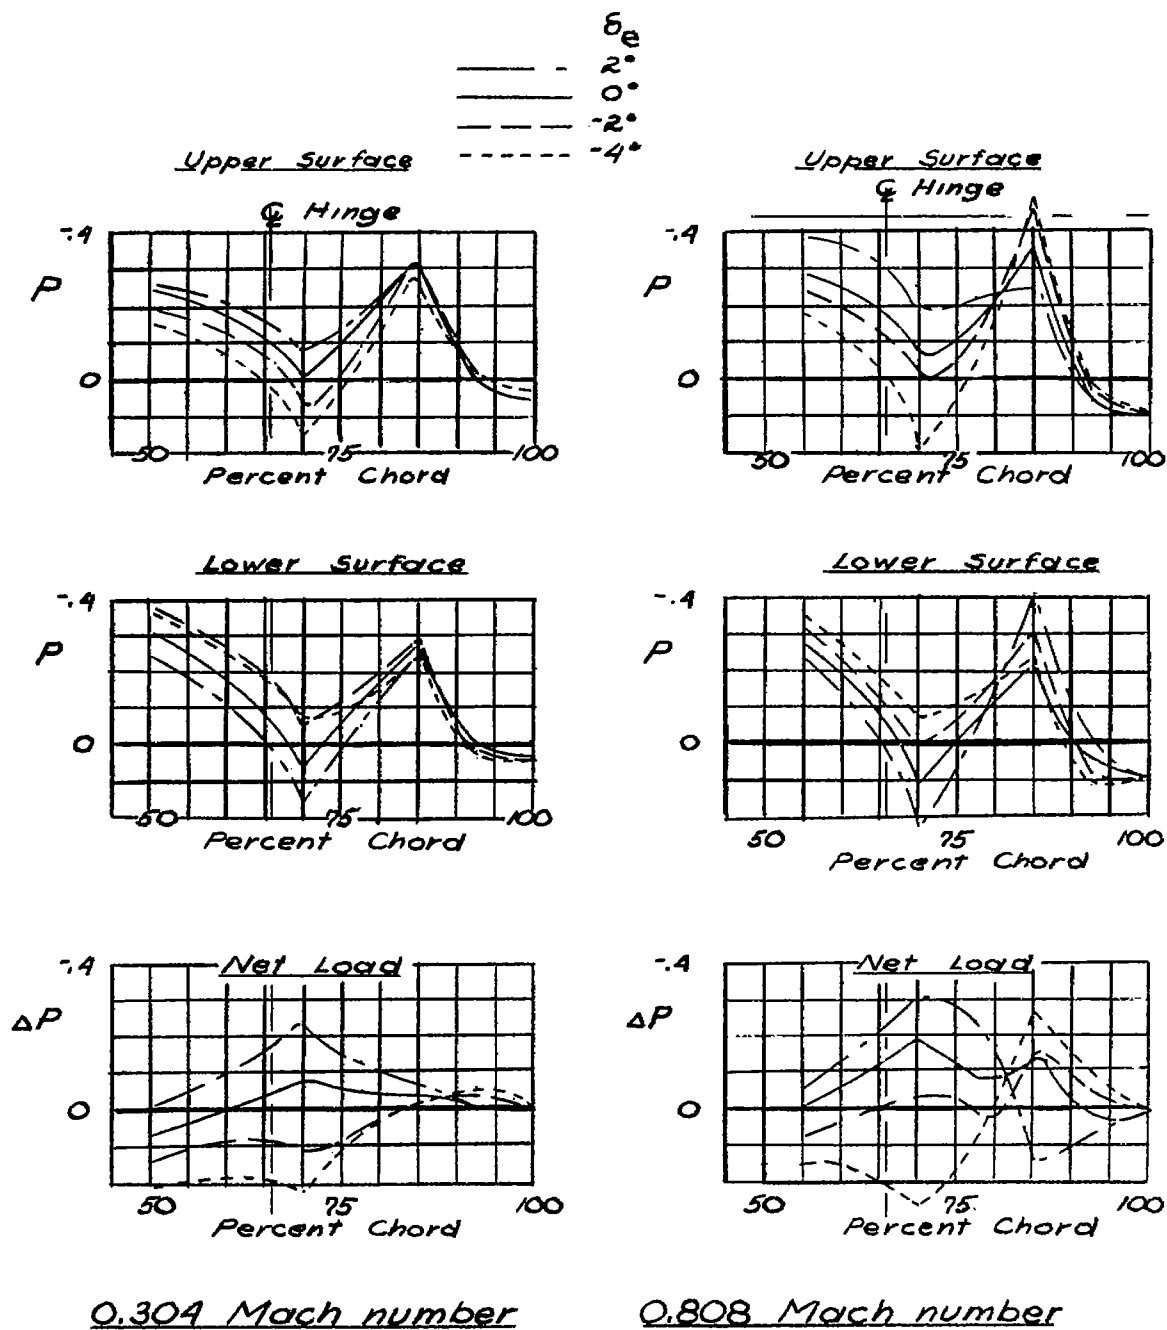 δe
2°
0°
-2°
-4°
Upper Surface
℄ Hinge
-.4
P
0
50 75 100
Percent Chord
Upper Surface
℄ Hinge
-.4
P
0
50 75 100
Percent Chord
Lower Surface
-.4
P
0
50 75 100
Percent Chord
Lower Surface
-.4
P
0
50 75 100
Percent Chord
Net Load
-.4
ΔP
0
50 75 100
Percent Chord
Net Load
-.4
ΔP
0
50 75 100
Percent Chord
0.304 Mach number
0.808 Mach number